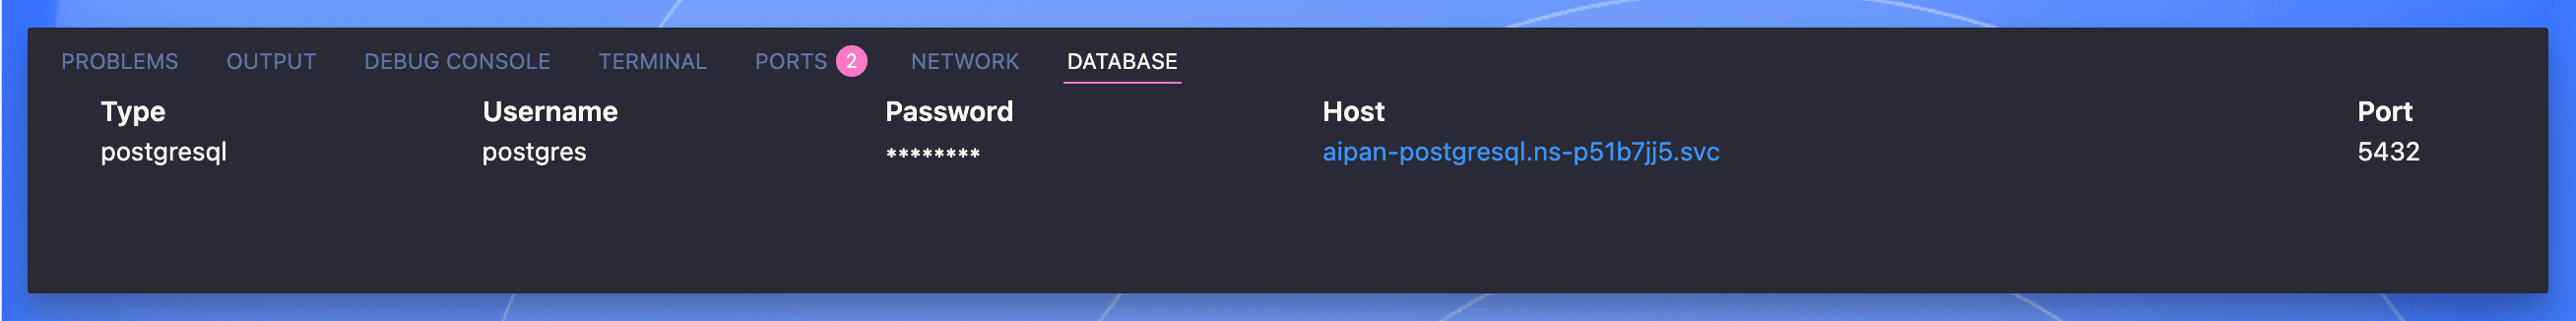 PROBLEMS OUTPUT DEBUG CONSOLE TERMINAL PORTS 2 NETWORK DATABASE
Type Username Password Host Port
postgresql postgres ******** aipan-postgresql.ns-p51b7jj5.svc 5432